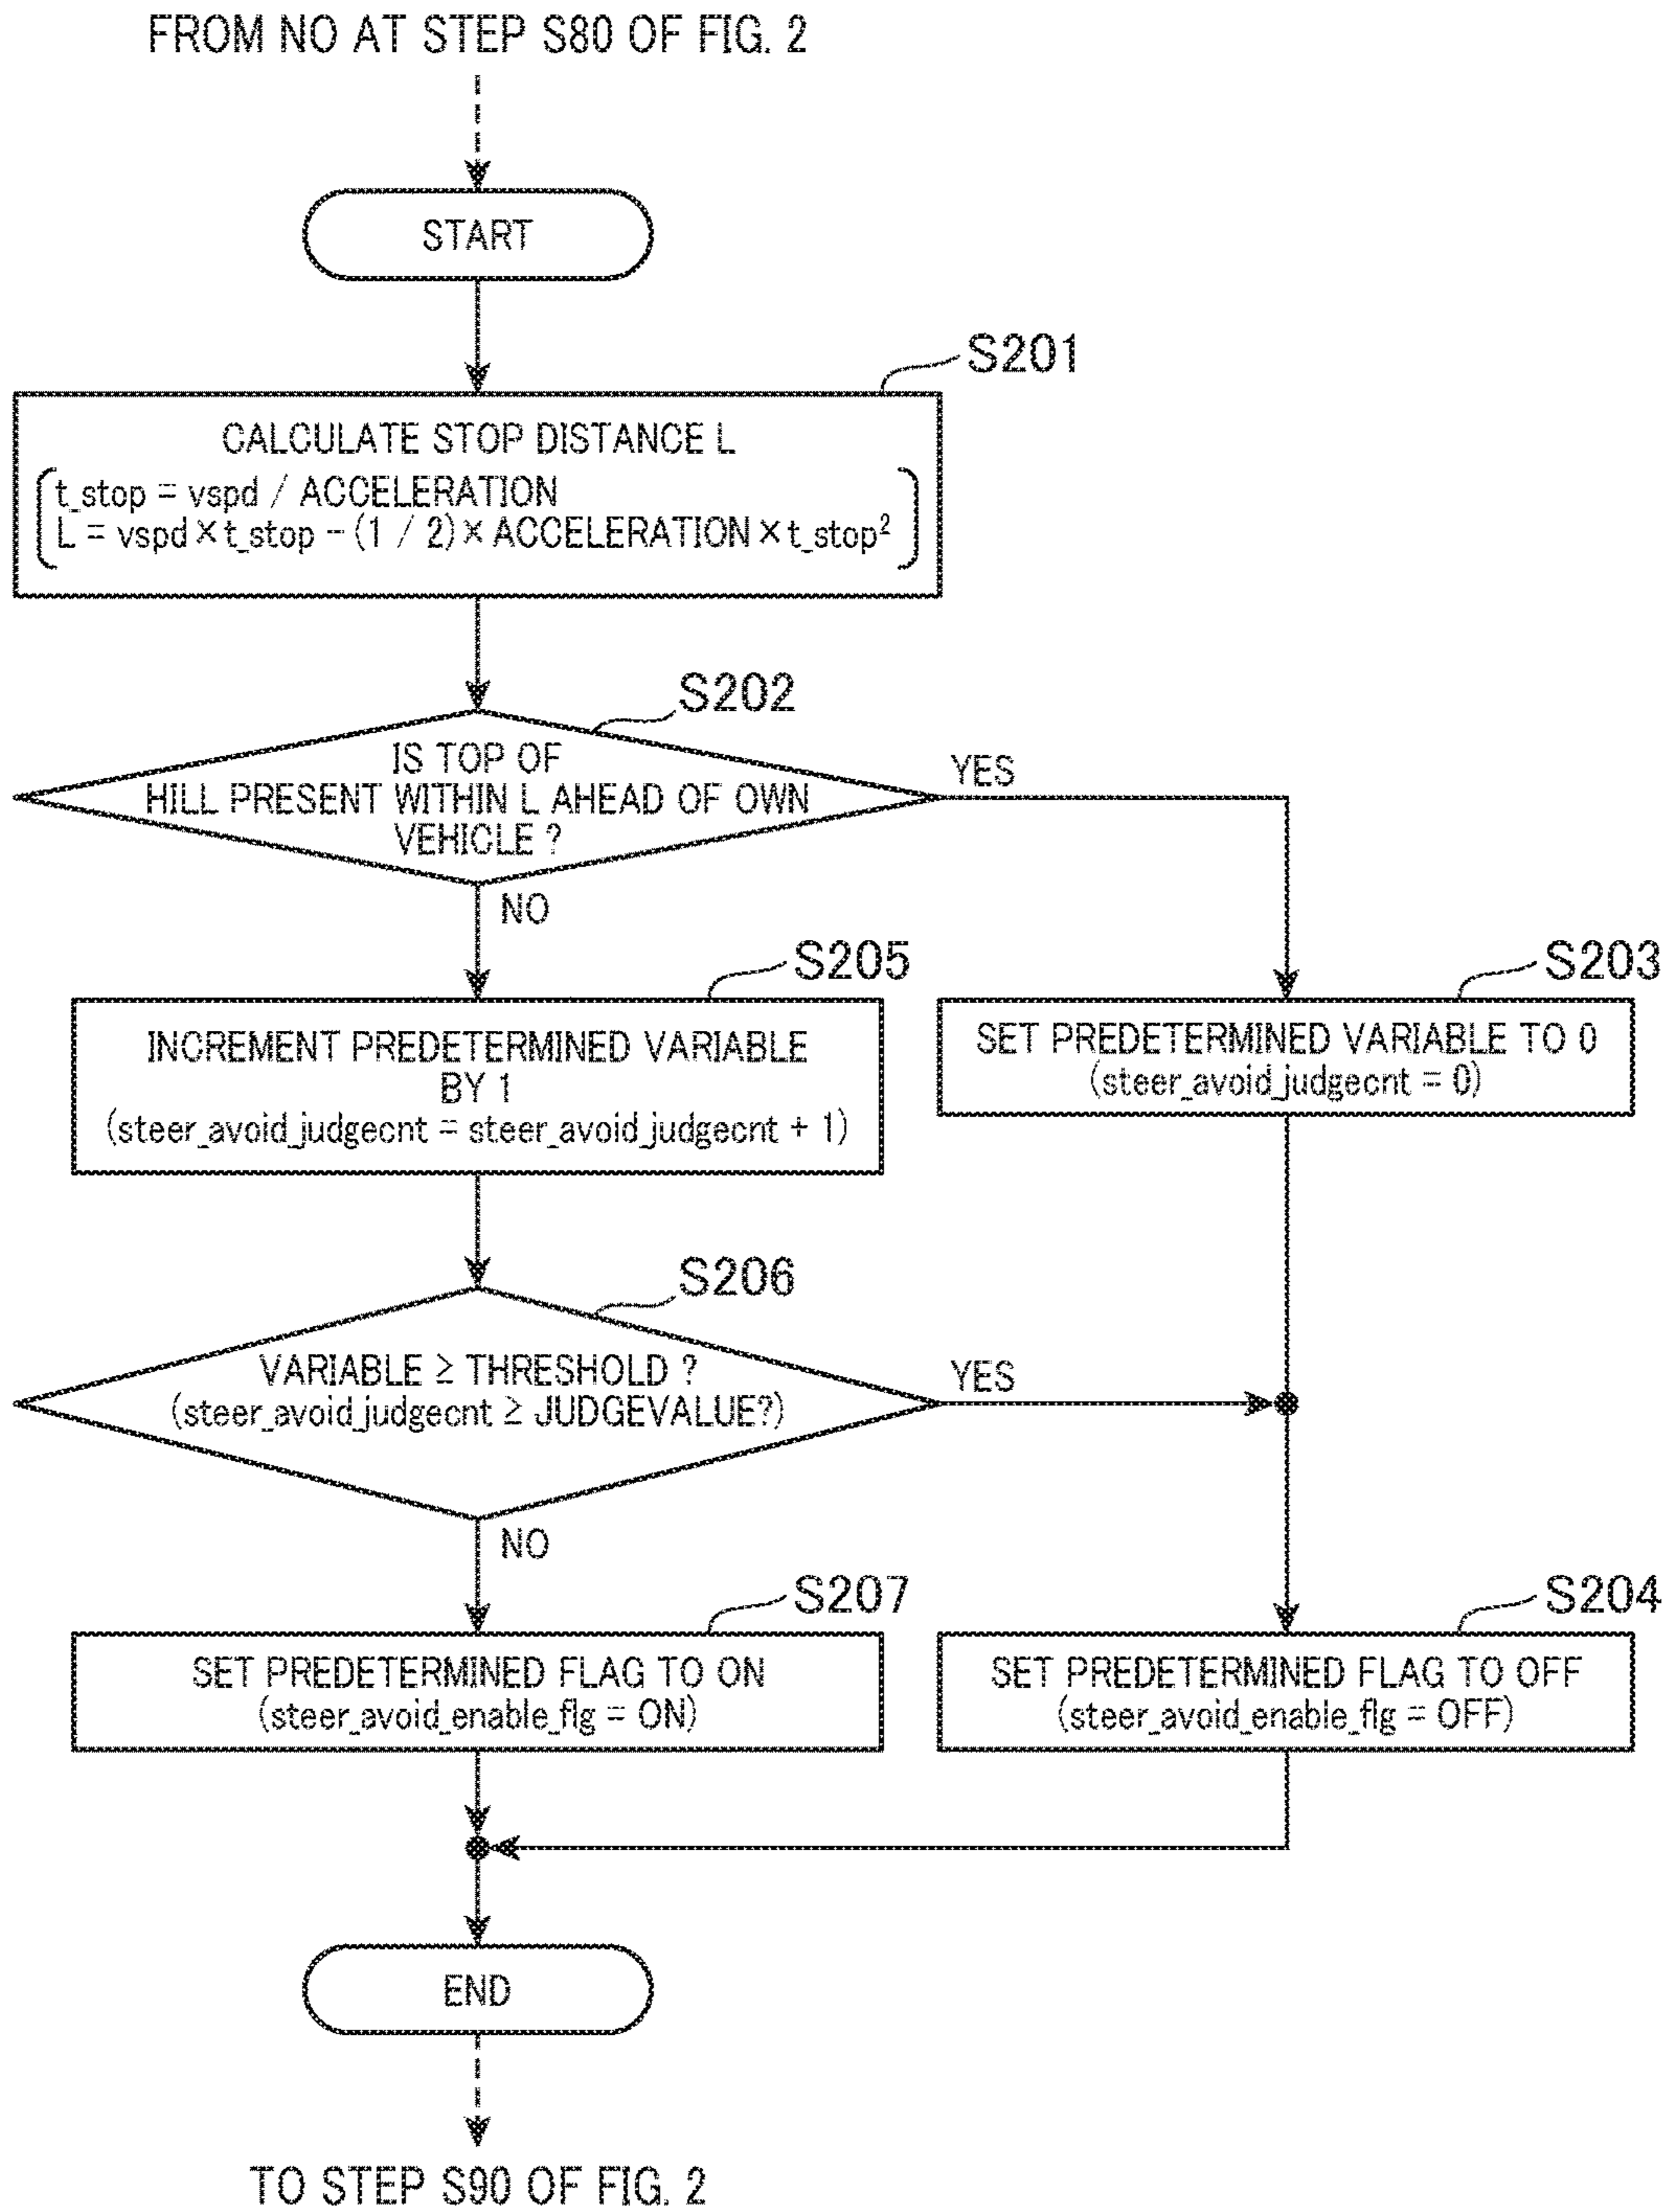 FROM NO AT STEP S80 OF FIG. 2
START
S201
CALCULATE STOP DISTANCE L
t_stop = vspd / ACCELERATION
L = vspd × t_stop − (1 / 2) × ACCELERATION × t_stop²
S202
IS TOP OF
HILL PRESENT WITHIN L AHEAD OF OWN
VEHICLE ?
YES
NO
S205
INCREMENT PREDETERMINED VARIABLE
BY 1
(steer_avoid_judgecnt = steer_avoid_judgecnt + 1)
S203
SET PREDETERMINED VARIABLE TO 0
(steer_avoid_judgecnt = 0)
S206
VARIABLE ≥ THRESHOLD ?
(steer_avoid_judgecnt ≥ JUDGEVALUE?)
YES
NO
S207
SET PREDETERMINED FLAG TO ON
(steer_avoid_enable_flg = ON)
S204
SET PREDETERMINED FLAG TO OFF
(steer_avoid_enable_flg = OFF)
END
TO STEP S90 OF FIG. 2